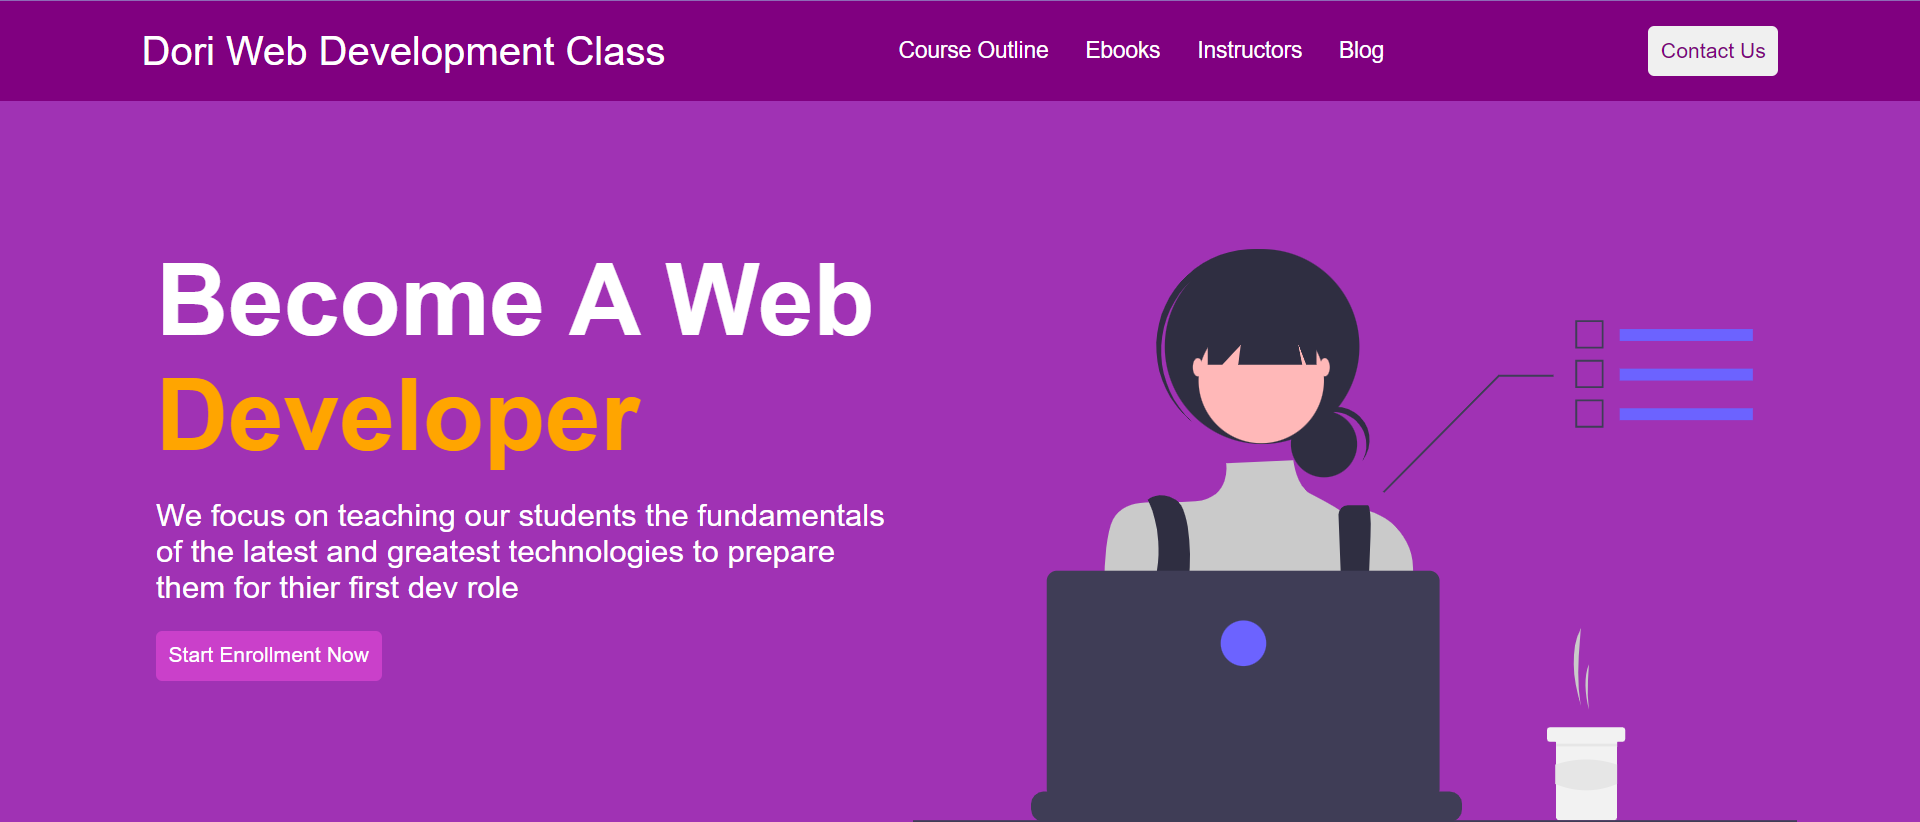 Dori Web Development Class
Course Outline
Ebooks
Instructors
Blog
Contact Us
Become A Web
Developer
We focus on teaching our students the fundamentals
of the latest and greatest technologies to prepare
them for thier first dev role
Start Enrollment Now